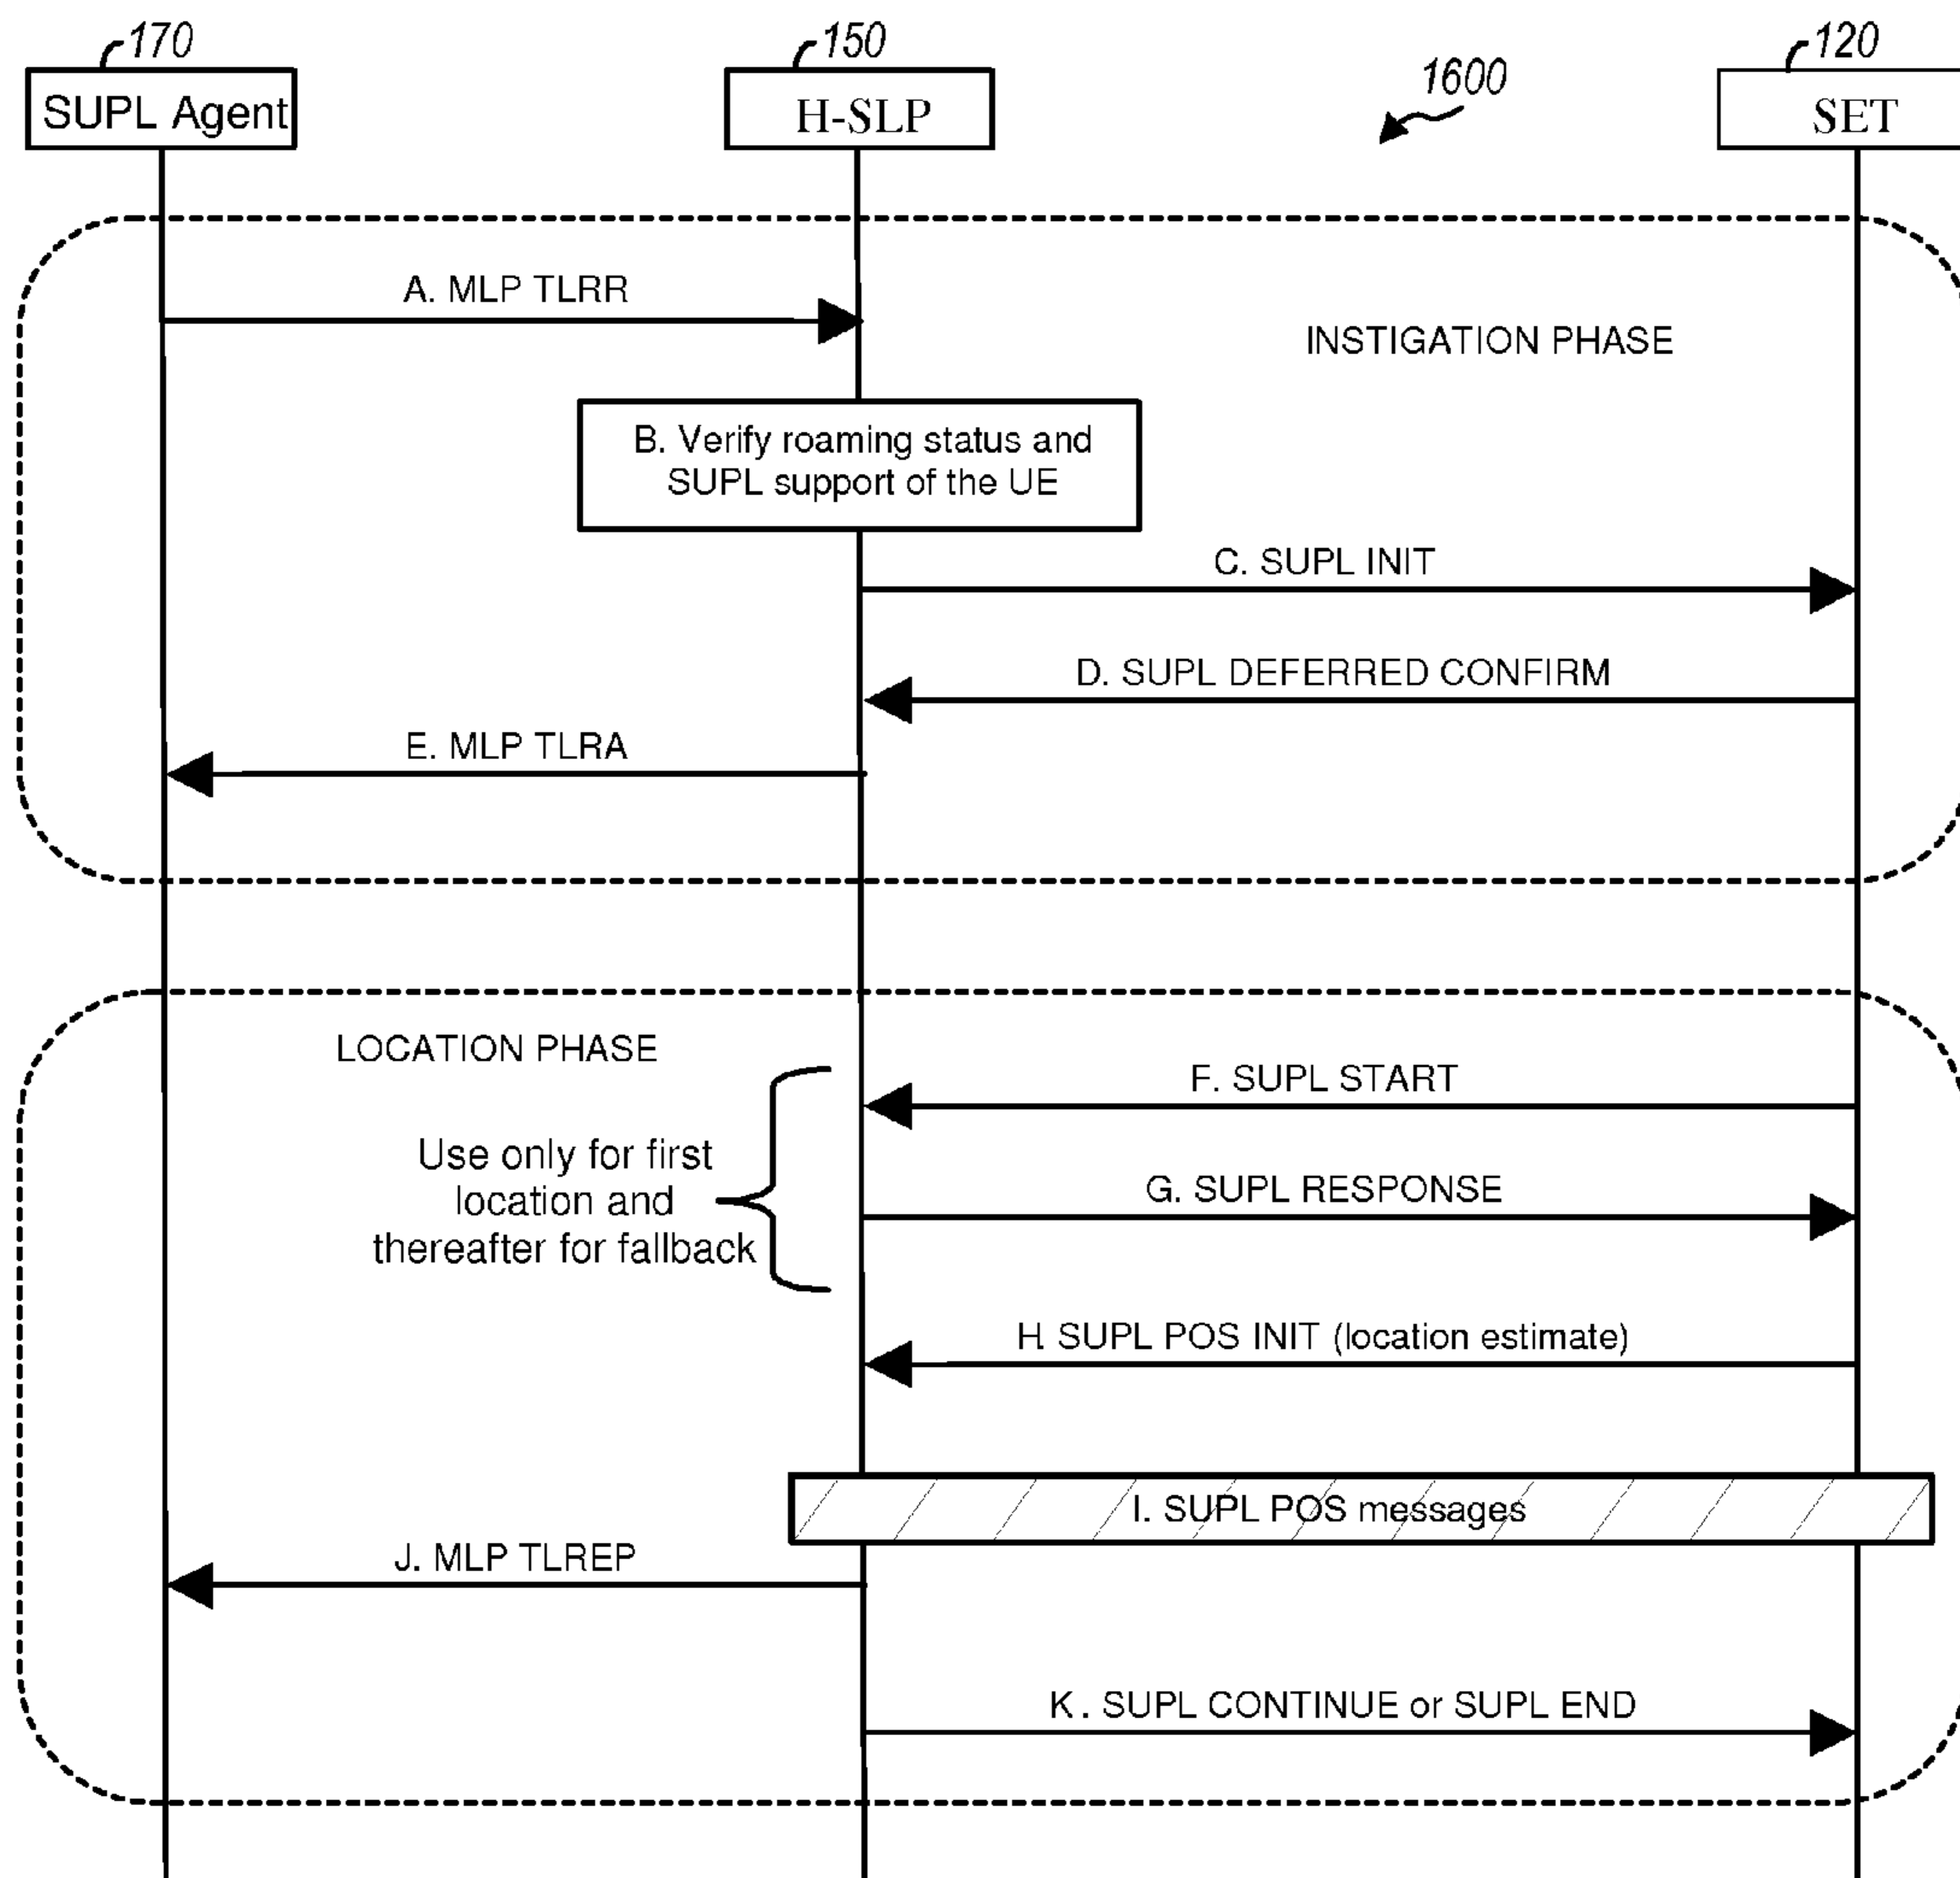 170
150
120
1600
SUPL Agent
H-SLP
SET
A. MLP TLRR
INSTIGATION PHASE
B. Verify roaming status and
SUPL support of the UE
C. SUPL INIT
D. SUPL DEFERRED CONFIRM
E. MLP TLRA
LOCATION PHASE
F. SUPL START
Use only for first
location and
thereafter for fallback
G. SUPL RESPONSE
H. SUPL POS INIT (location estimate)
I. SUPL POS messages
J. MLP TLREP
K. SUPL CONTINUE or SUPL END